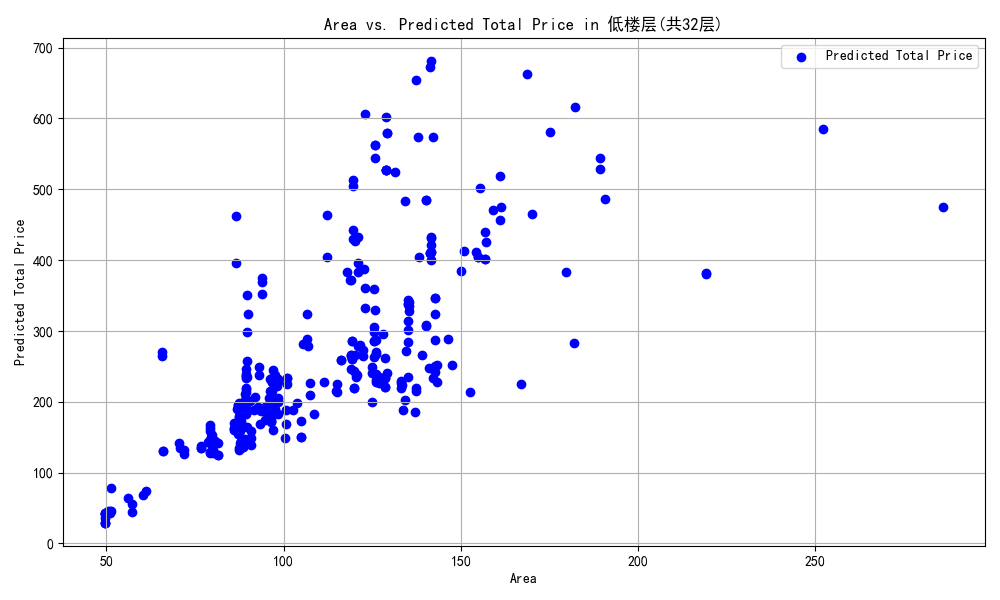 Area vs. Predicted Total Price in 低楼层(共32层)
Predicted Total Price
700
600
500
400
300
200
100
0
Predicted Total Price
50 100 150 200 250
Area